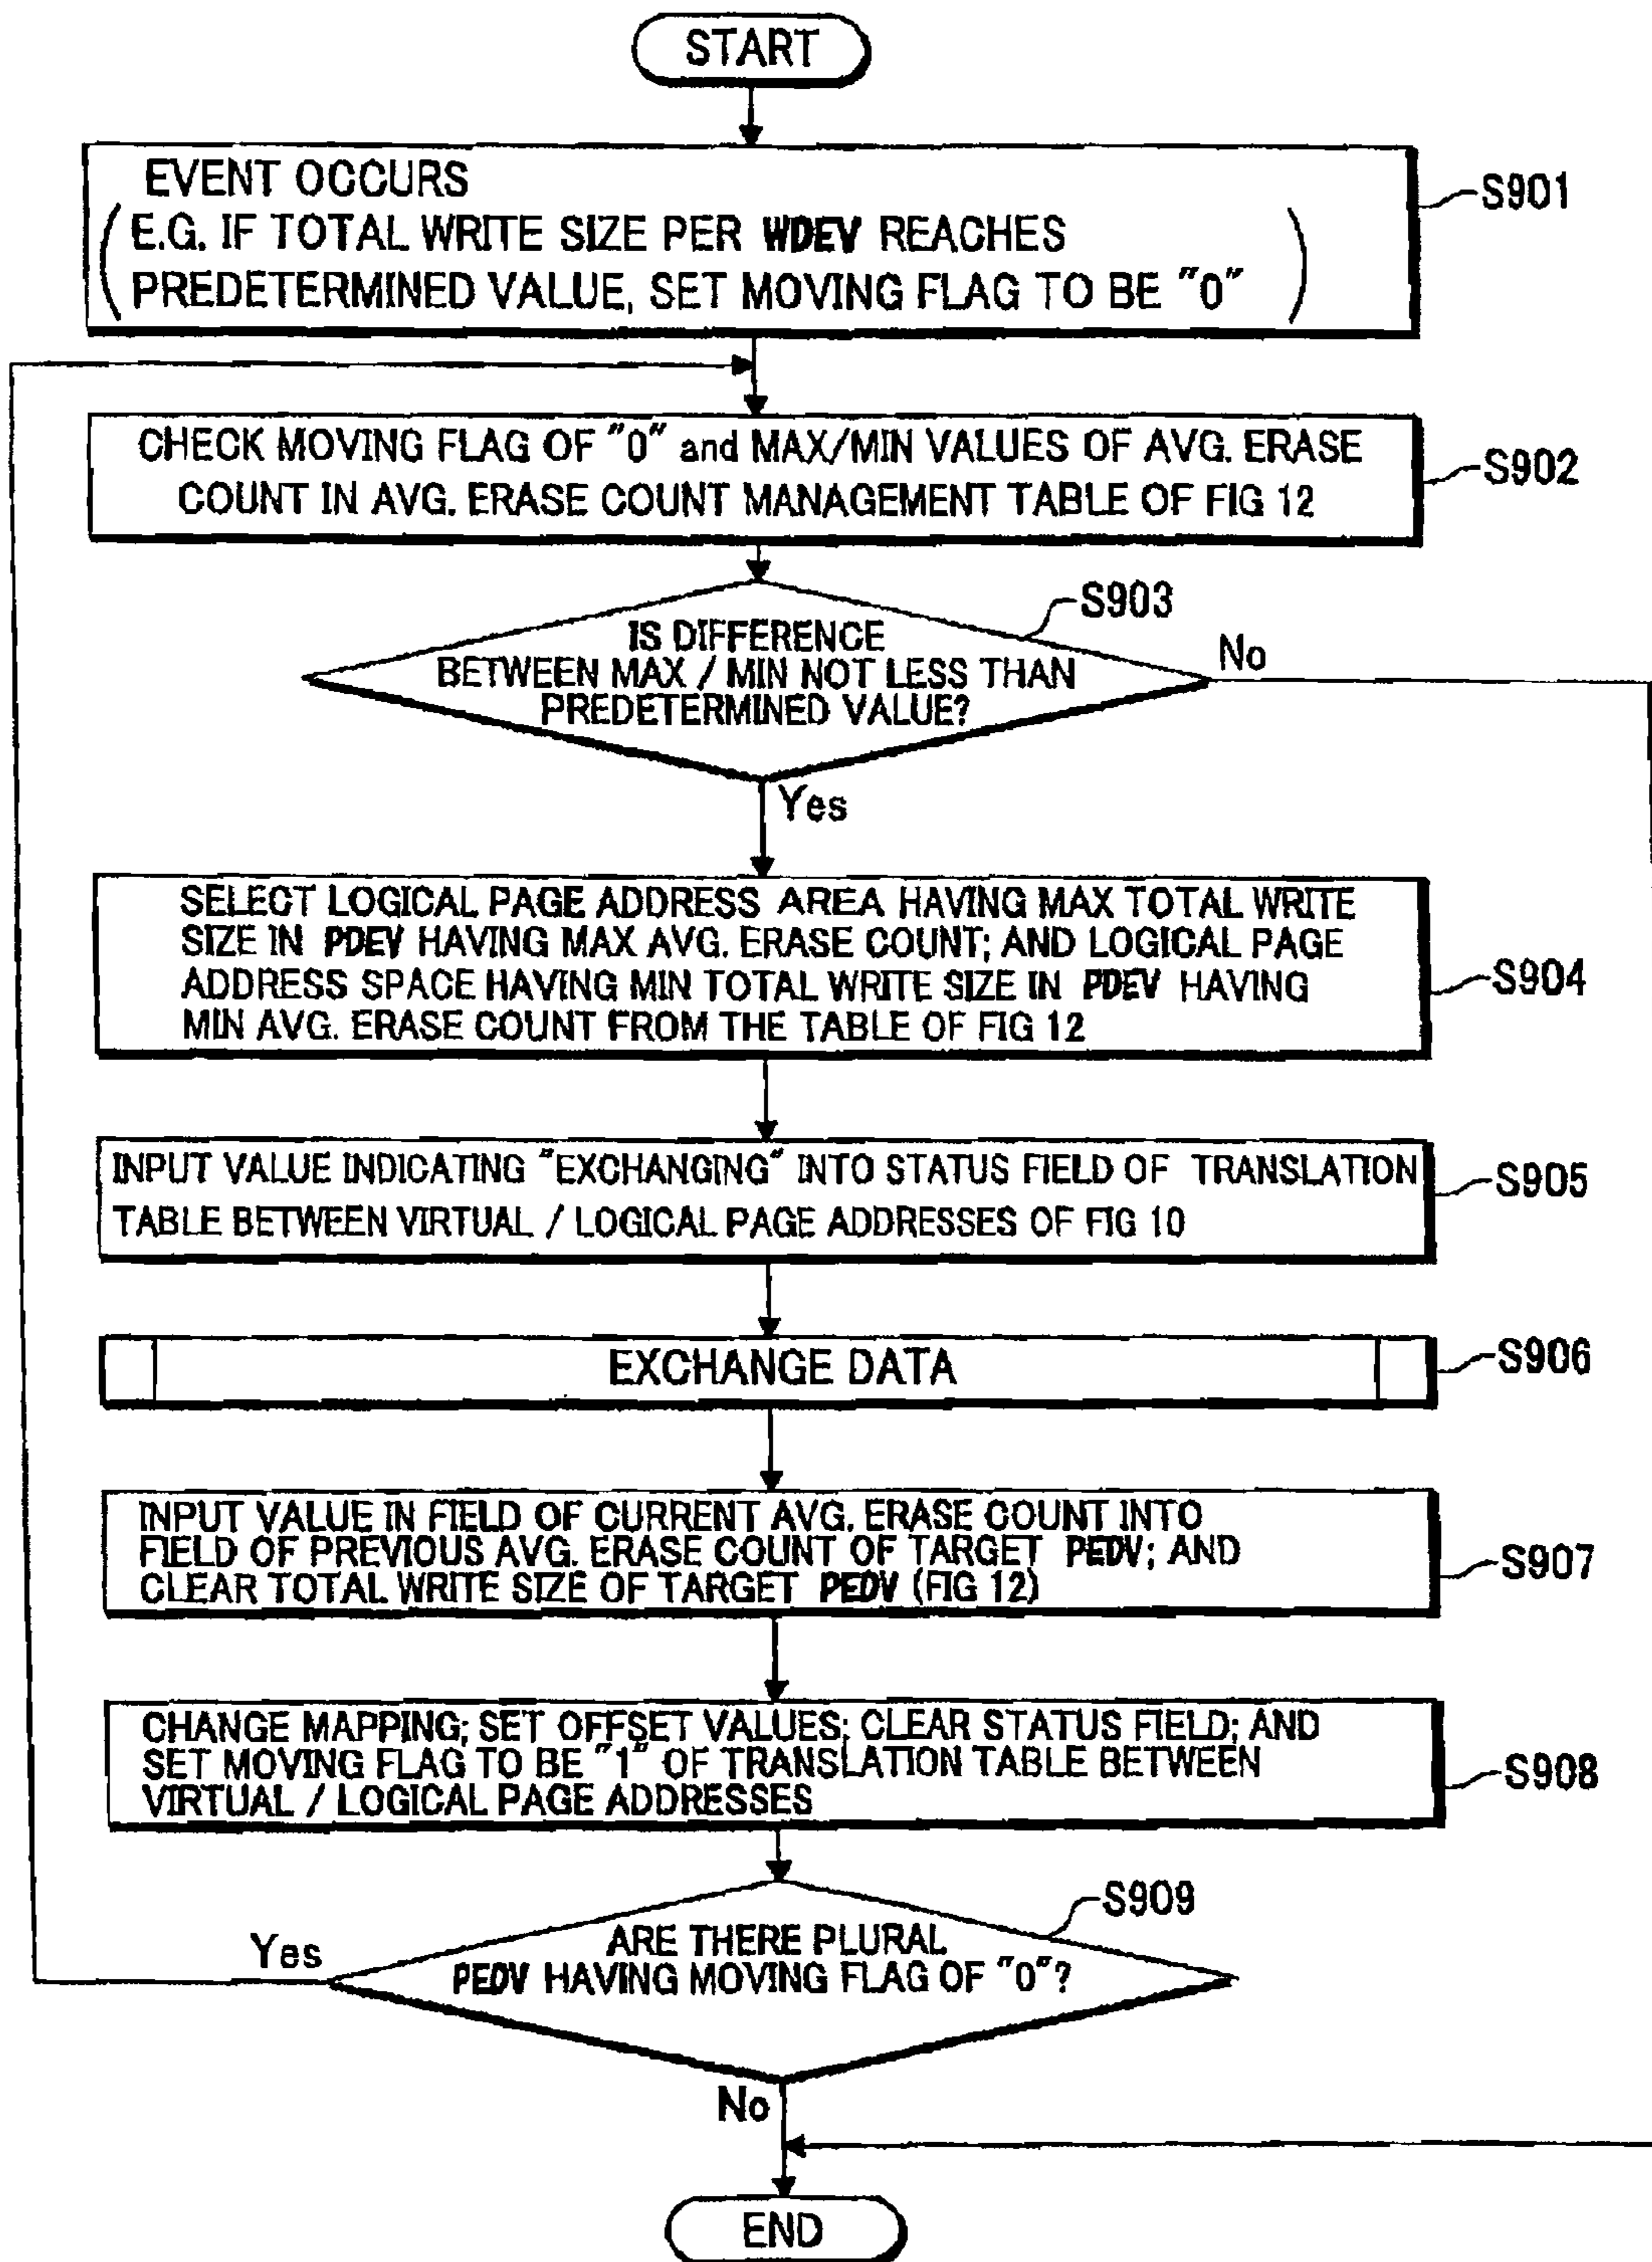 START
EVENT OCCURS
( E.G. IF TOTAL WRITE SIZE PER WDEV REACHES
PREDETERMINED VALUE, SET MOVING FLAG TO BE "0" )
S901
CHECK MOVING FLAG OF "0" and MAX/MIN VALUES OF AVG. ERASE
COUNT IN AVG. ERASE COUNT MANAGEMENT TABLE OF FIG 12
S902
S903
IS DIFFERENCE
BETWEEN MAX / MIN NOT LESS THAN
PREDETERMINED VALUE?
No
Yes
SELECT LOGICAL PAGE ADDRESS AREA HAVING MAX TOTAL WRITE
SIZE IN PDEV HAVING MAX AVG. ERASE COUNT; AND LOGICAL PAGE
ADDRESS SPACE HAVING MIN TOTAL WRITE SIZE IN PDEV HAVING
MIN AVG. ERASE COUNT FROM THE TABLE OF FIG 12
S904
INPUT VALUE INDICATING "EXCHANGING" INTO STATUS FIELD OF TRANSLATION
TABLE BETWEEN VIRTUAL / LOGICAL PAGE ADDRESSES OF FIG 10
S905
EXCHANGE DATA
S906
INPUT VALUE IN FIELD OF CURRENT AVG. ERASE COUNT INTO
FIELD OF PREVIOUS AVG. ERASE COUNT OF TARGET PEDV; AND
CLEAR TOTAL WRITE SIZE OF TARGET PEDV (FIG 12)
S907
CHANGE MAPPING; SET OFFSET VALUES; CLEAR STATUS FIELD; AND
SET MOVING FLAG TO BE "1" OF TRANSLATION TABLE BETWEEN
VIRTUAL / LOGICAL PAGE ADDRESSES
S908
S909
Yes
ARE THERE PLURAL
PEDV HAVING MOVING FLAG OF "0"?
No
END